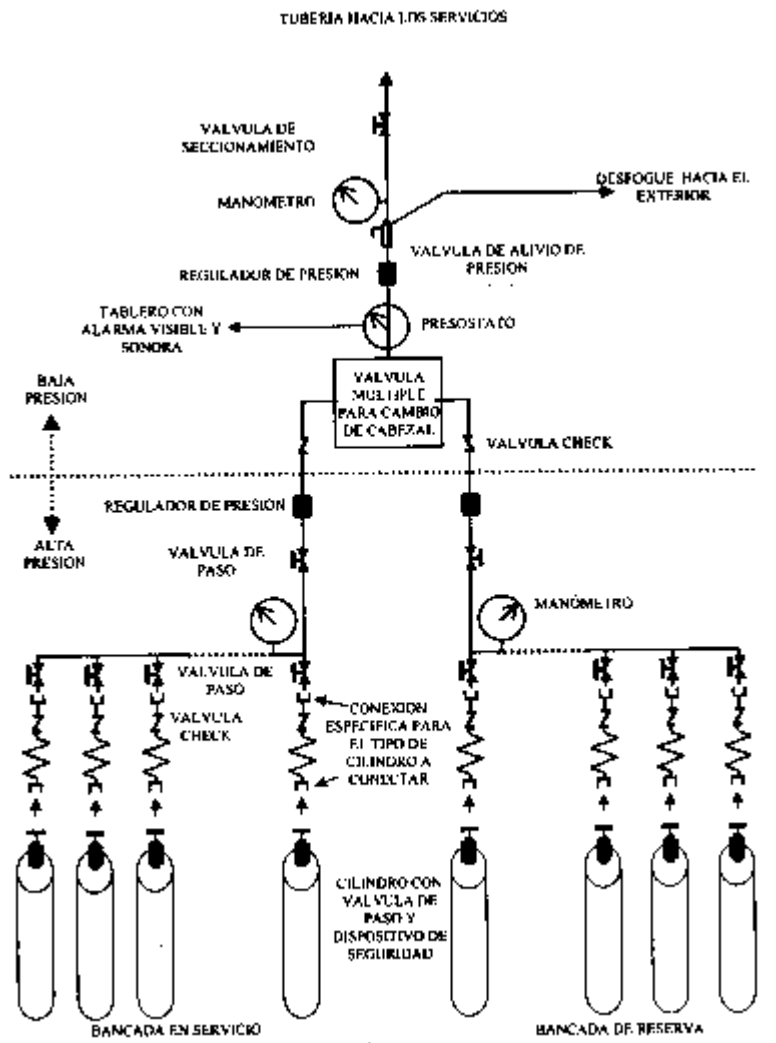 TUBERIA HACIA LOS SERVICIOS
VALVULA DE
SECCIONAMIENTO
MANOMETRO
DESFOGUE HACIA EL
EXTERIOR
VALVULA DE ALIVIO DE
PRESION
REGULADOR DE PRESION
TABLERO CON
ALARMA VISIBLE Y
SONORA
PRESOSTATO
VALVULA
MULTIPLE
PARA CAMBIO
DE CABEZAL
BAJA
PRESION
VALVULA CHECK
REGULADOR DE PRESIÓN
ALTA
PRESION
VALVULA DE
PASO
MANÓMETRO
VALVULA DE
PASO
VALVULA
CHECK
CONEXION
ESPECIFICA PARA
EL TIPO DE
CILINDRO A
CONECTAR
CILINDRO CON
VALVULA DE
PASO Y
DISPOSITIVO DE
SEGURIDAD
BANCADA EN SERVICIO
BANCADA DE RESERVA